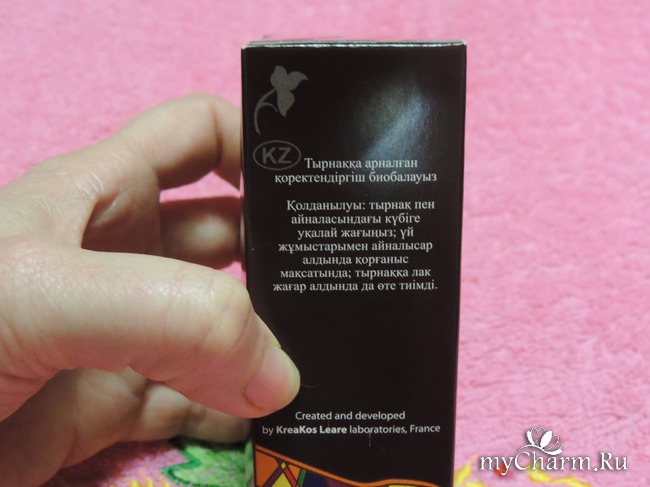 KZ
Тырнаққа арналған
қоректендіргіш биобалауыз
Қолданылуы: тырнақ пен
айналасындағы күбіге
уқалай жағыңыз; үй
жұмыстарымен айналысар
алдында қорғаныс
мақсатында; тырнаққа лак
жағар алдында да өте тиімді.
Created and developed
by KreaKos Leare laboratories, France
myCharm.Ru